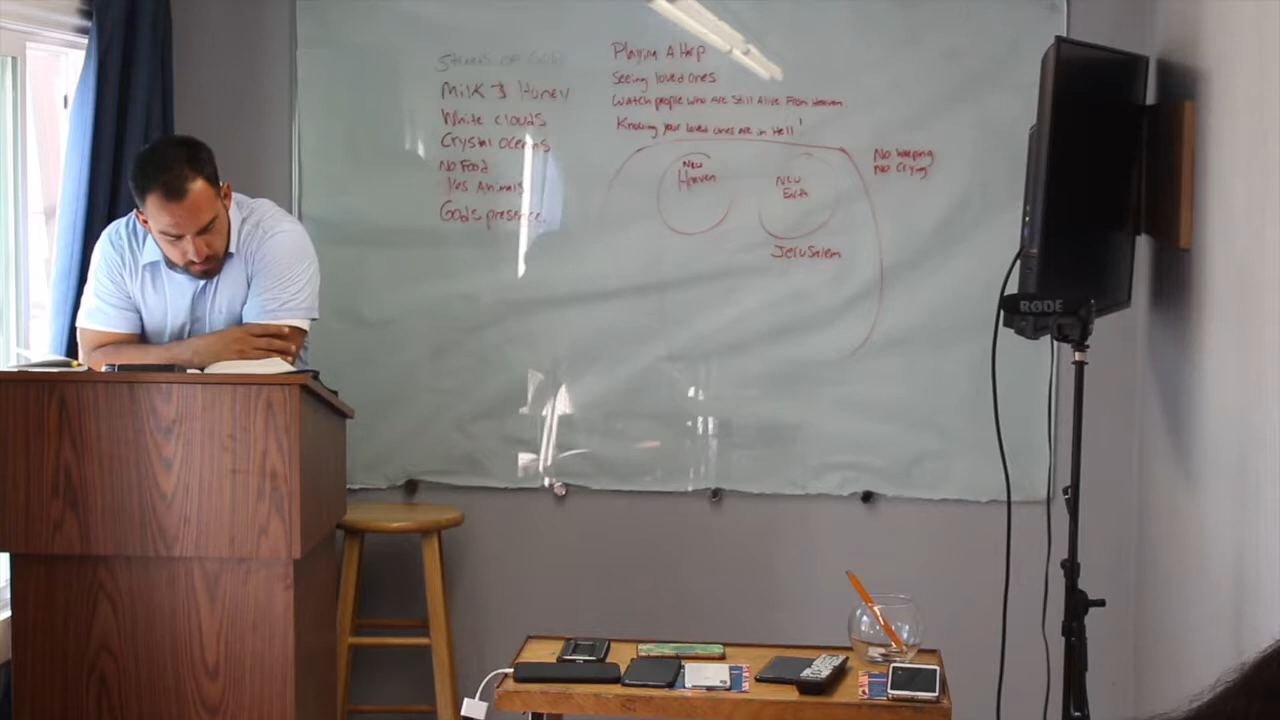 Streets OF Gold
Milk & Honey
White clouds
Crystal Oceans
No Food
Yes Animals
Gods presence.
Playing A Harp
Seeing loved ones
Watch people who Are Still Alive From Heaven
Knowing your loved ones are in Hell!
New
Heaven
New
Earth
Jerusalem
No Weeping
No Crying
RØDE